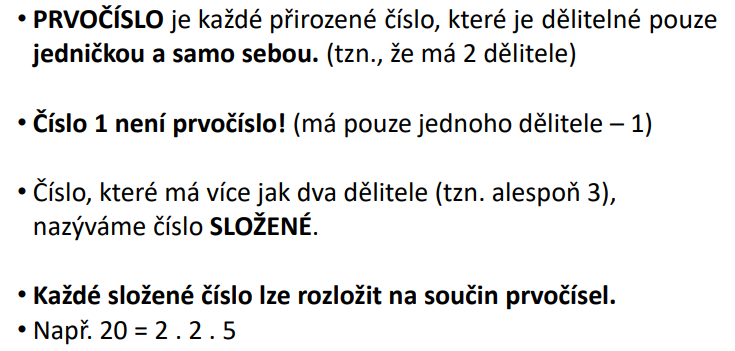 • PRVOČÍSLO je každé přirozené číslo, které je dělitelné pouze
jedničkou a samo sebou. (tzn., že má 2 dělitele)
• Číslo 1 není prvočíslo! (má pouze jednoho dělitele – 1)
• Číslo, které má více jak dva dělitele (tzn. alespoň 3),
nazýváme číslo SLOŽENÉ.
• Každé složené číslo lze rozložit na součin prvočísel.
• Např. 20 = 2 . 2 . 5